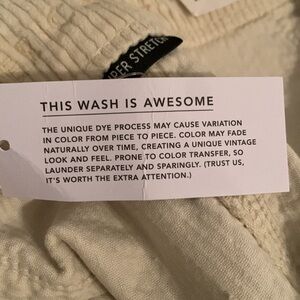 PER STRETCH
THIS WASH IS AWESOME
THE UNIQUE DYE PROCESS MAY CAUSE VARIATION
IN COLOR FROM PIECE TO PIECE. COLOR MAY FADE
NATURALLY OVER TIME, CREATING A UNIQUE VINTAGE
LOOK AND FEEL. PRONE TO COLOR TRANSFER, SO
LAUNDER SEPARATELY AND SPARINGLY. (TRUST US,
IT'S WORTH THE EXTRA ATTENTION.)